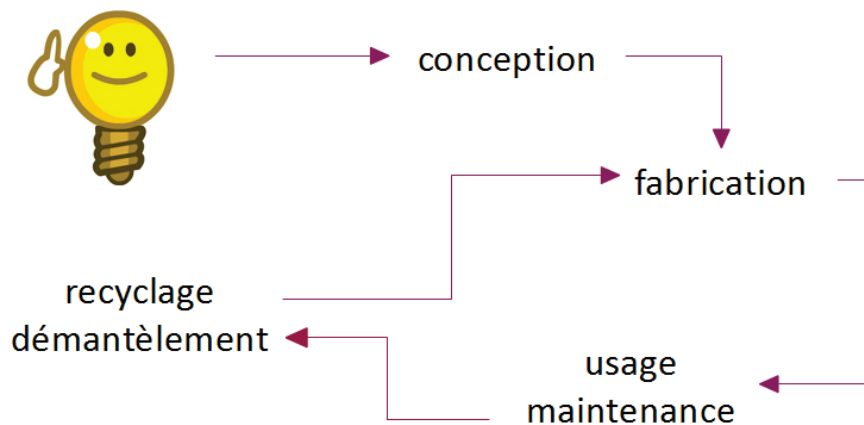 conception
fabrication
recyclage
démantèlement
usage
maintenance